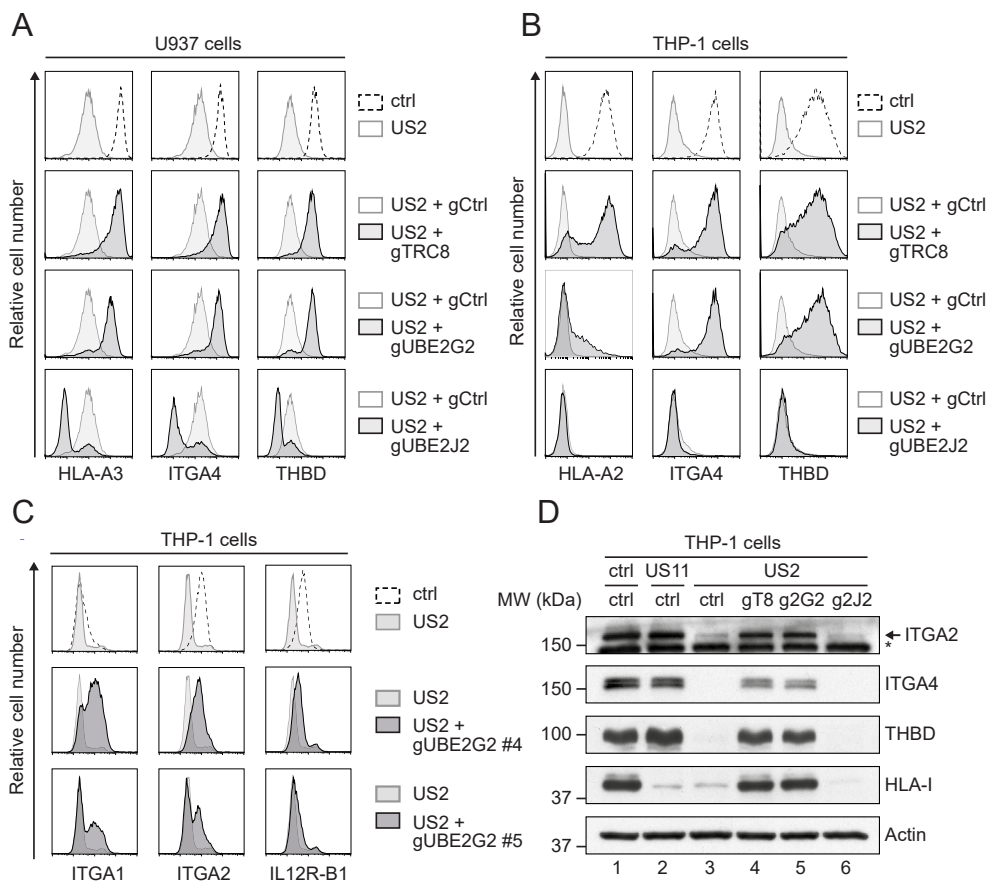 A
U937 cells
Relative cell number
ctrl
US2
US2 + gCtrl
US2 +
gTRC8
US2 + gCtrl
US2 +
gUBE2G2
US2 + gCtrl
US2 +
gUBE2J2
HLA-A3 ITGA4 THBD
B
THP-1 cells
Relative cell number
ctrl
US2
US2 + gCtrl
US2 +
gTRC8
US2 + gCtrl
US2 +
gUBE2G2
US2 + gCtrl
US2 +
gUBE2J2
HLA-A2 ITGA4 THBD
C
THP-1 cells
Relative cell number
ctrl
US2
US2
US2 +
gUBE2G2 #4
US2
US2 +
gUBE2G2 #5
ITGA1 ITGA2 IL12R-B1
D
THP-1 cells
ctrl US11 US2
MW (kDa) ctrl ctrl ctrl gT8 g2G2 g2J2
150 ITGA2
*
150 ITGA4
100 THBD
37 HLA-I
37 Actin
1 2 3 4 5 6